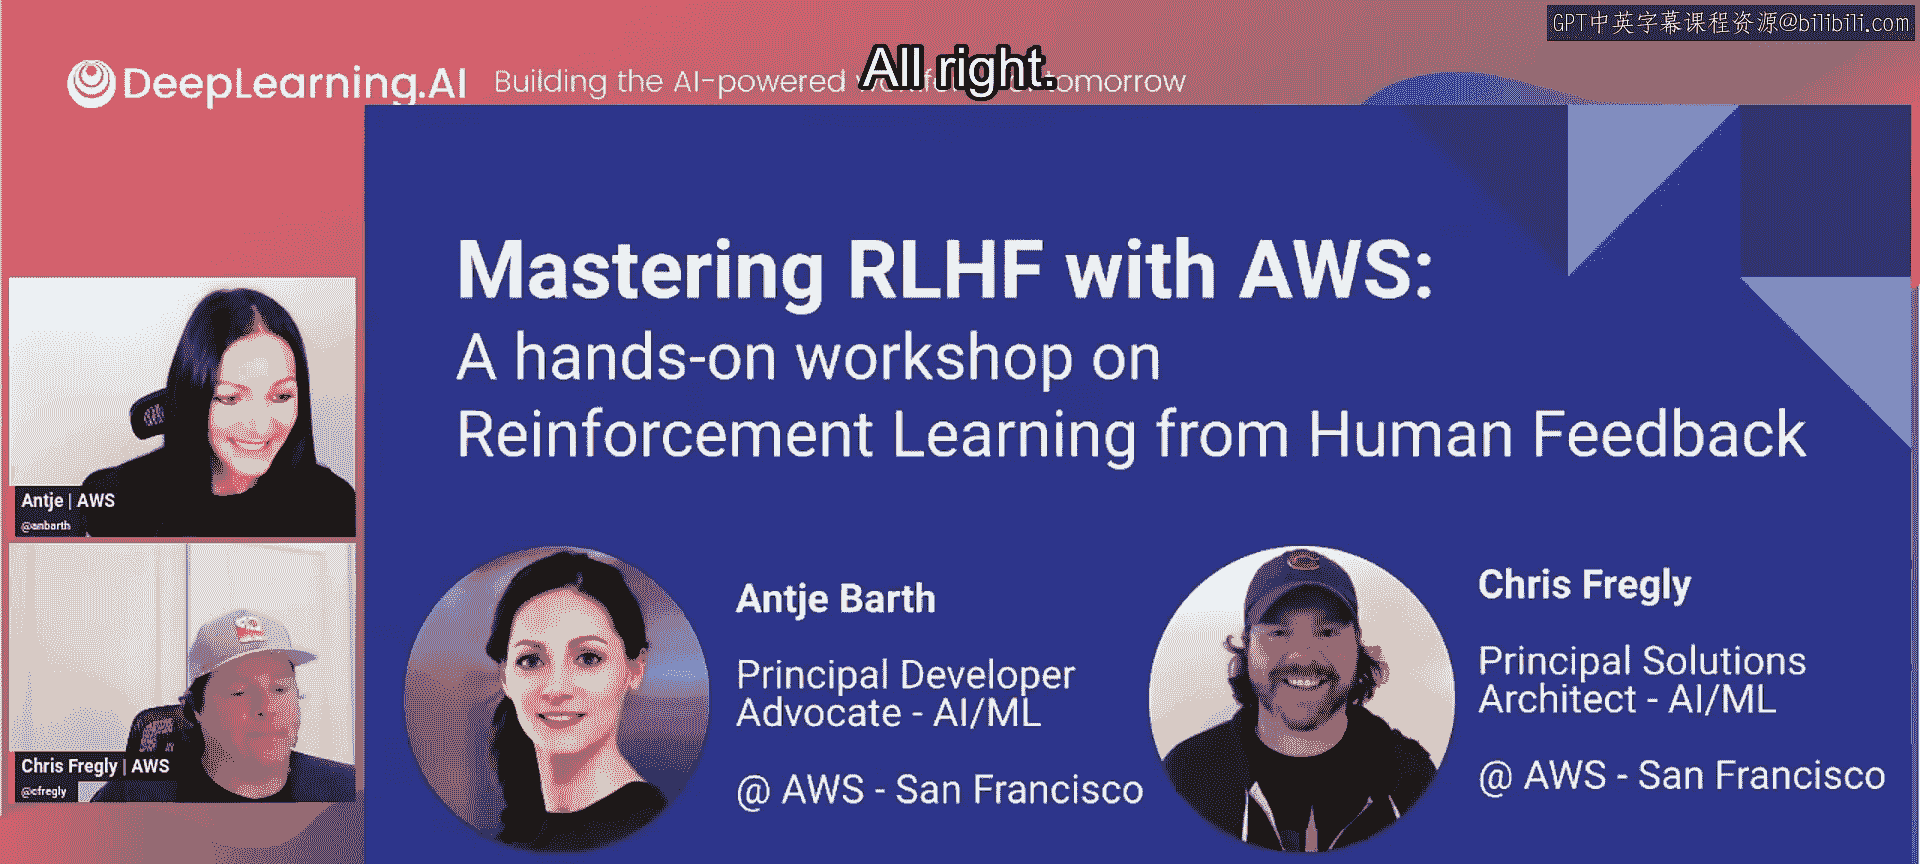 GPT中英字幕课程资源@bilibili.com
All right.
DeepLearning.AI
Building the AI-powered tomorrow
Mastering RLHF with AWS:
A hands-on workshop on
Reinforcement Learning from Human Feedback
Antje | AWS
@anbarth
Chris Fregly | AWS
@cfregly
Antje Barth
Principal Developer
Advocate - AI/ML
@ AWS - San Francisco
Chris Fregly
Principal Solutions
Architect - AI/ML
@ AWS - San Francisco